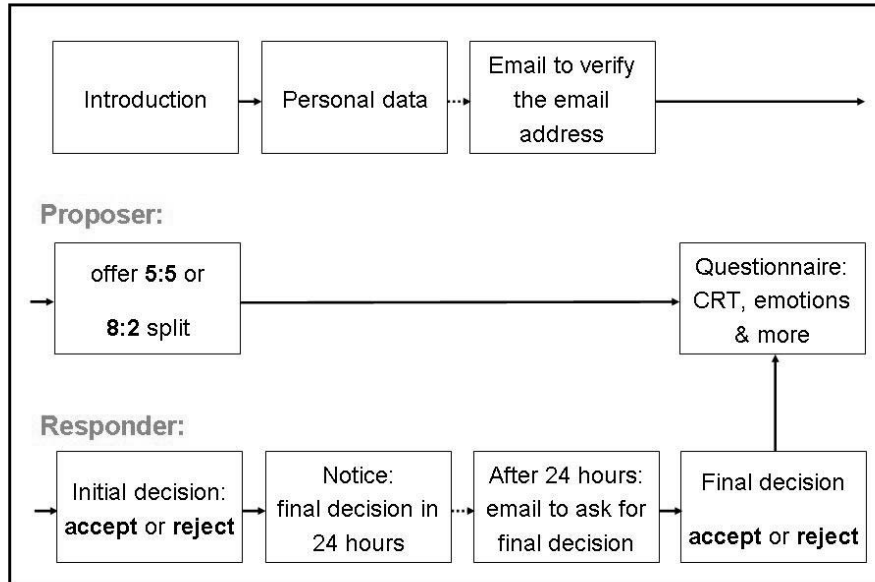 Introduction
Personal data
Email to verify
the email
address
Proposer:
offer 5:5 or
8:2 split
Questionnaire:
CRT, emotions
& more
Responder:
Initial decision:
accept or reject
Notice:
final decision in
24 hours
After 24 hours:
email to ask for
final decision
Final decision
accept or reject